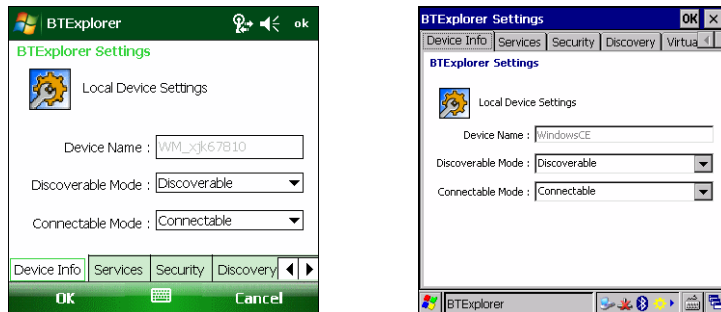 BTExplorer ok
BTExplorer Settings
Local Device Settings
Device Name : WM_xjk67810
Discoverable Mode : Discoverable
Connectable Mode : Connectable
Device Info Services Security Discovery
OK Cancel
BTExplorer Settings OK ×
Device Info Services Security Discovery Virtua
BTExplorer Settings
Local Device Settings
Device Name : WindowsCE
Discoverable Mode : Discoverable
Connectable Mode : Connectable
BTExplorer